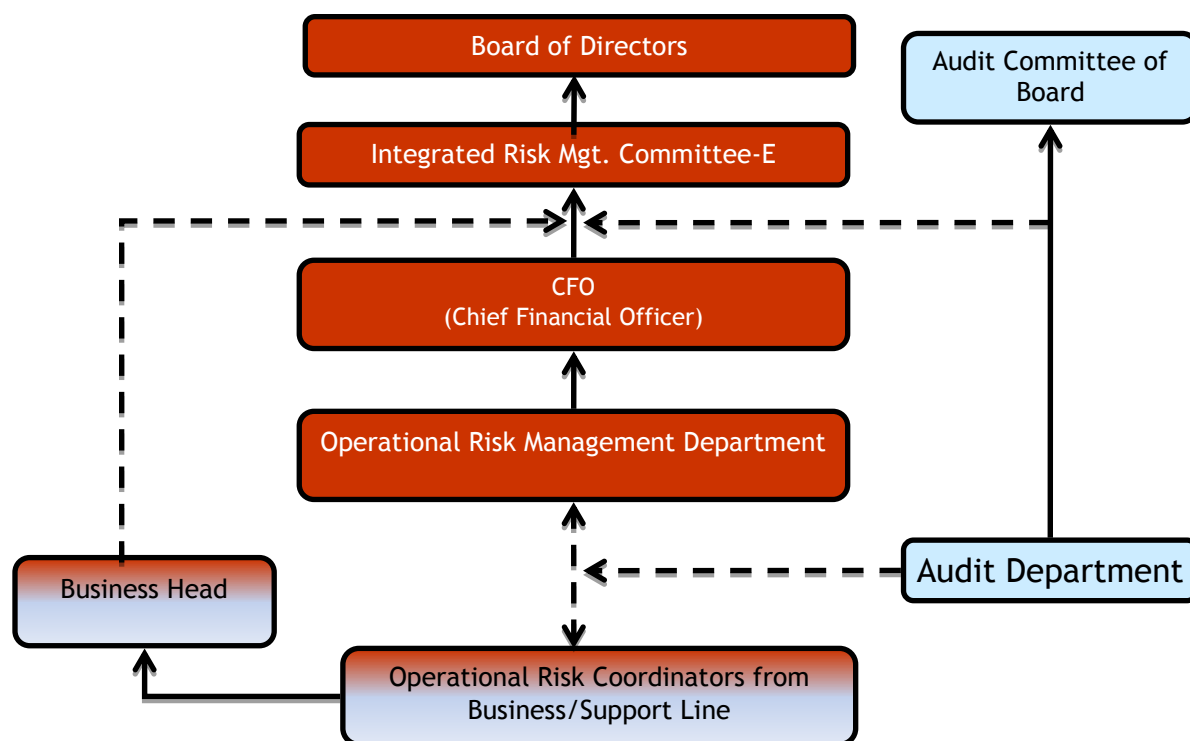 Board of Directors
Audit Committee of
Board
Integrated Risk Mgt. Committee-E
CFO
(Chief Financial Officer)
Operational Risk Management Department
Business Head
Audit Department
Operational Risk Coordinators from
Business/Support Line